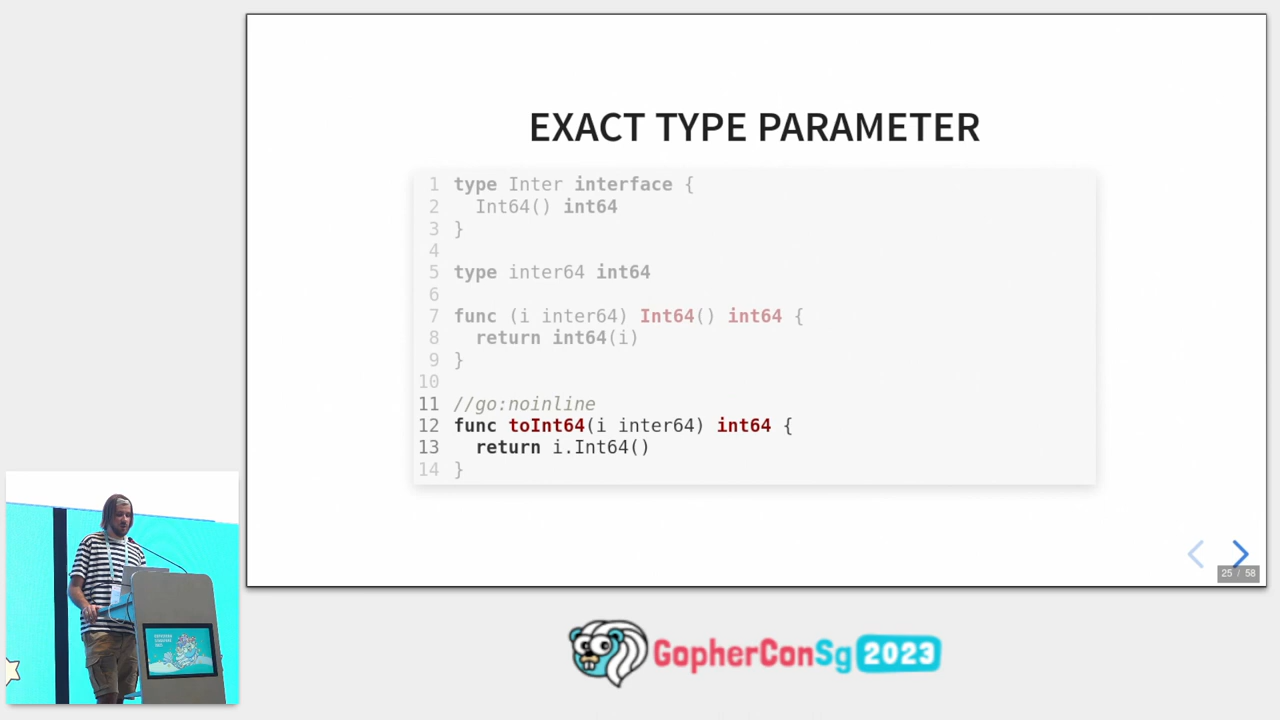 EXACT TYPE PARAMETER
1 type Inter interface {
2   Int64() int64
3 }
4
5 type inter64 int64
6
7 func (i inter64) Int64() int64 {
8   return int64(i)
9 }
10
11 //go:noinline
12 func toInt64(i inter64) int64 {
13   return i.Int64()
14 }
25 / 58
GopherConSg 2023